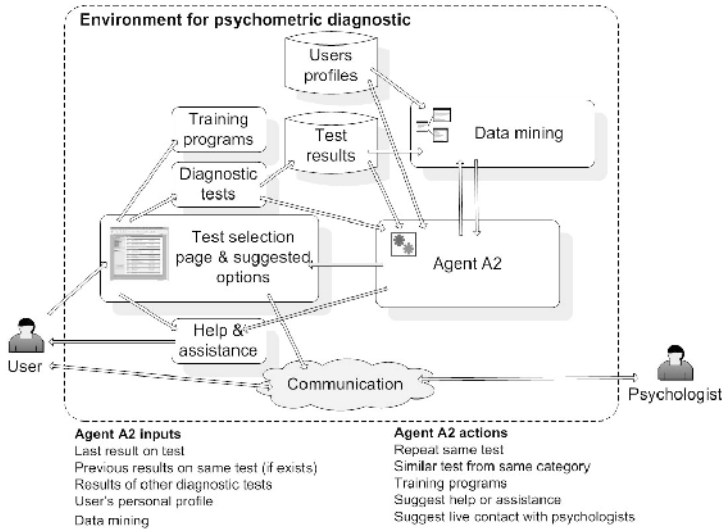 Environment for psychometric diagnostic
Users
profiles
Training
programs
Test
results
Data mining
Diagnostic
tests
Test selection
page & suggested
options
Agent A2
Help &
assistance
User
Communication
Psychologist
Agent A2 inputs
Last result on test
Previous results on same test (if exists)
Results of other diagnostic tests
User's personal profile
Data mining
Agent A2 actions
Repeat same test
Similar test from same category
Training programs
Suggest help or assistance
Suggest live contact with psychologists